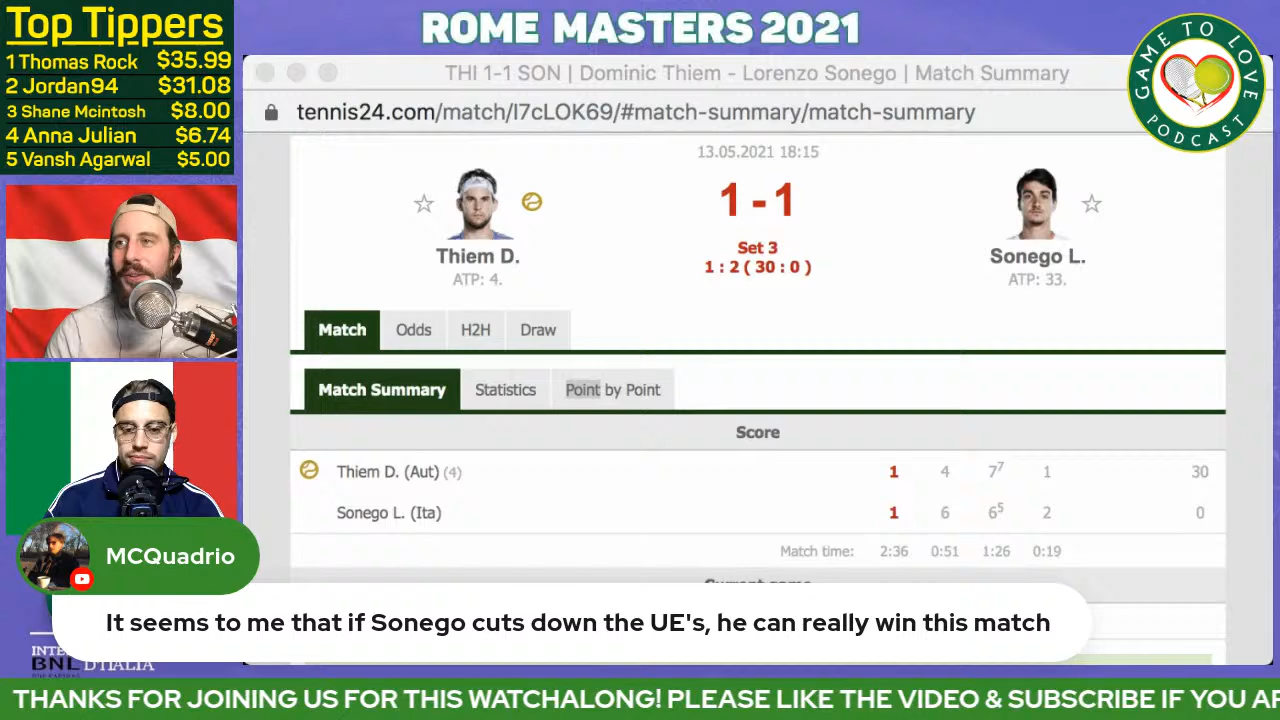 Top Tippers
1 Thomas Rock $35.99
2 Jordan94 $31.08
3 Shane Mcintosh $8.00
4 Anna Julian $6.74
5 Vansh Agarwal $5.00
ROME MASTERS 2021
GAME TO LOVE PODCAST
THI 1-1 SON | Dominic Thiem - Lorenzo Sonego | Match Summary
tennis24.com/match/I7cLOK69/#match-summary/match-summary
13.05.2021 18:15
1 - 1
Set 3
1 : 2 ( 30 : 0 )
Thiem D.
ATP: 4.
Sonego L.
ATP: 33.
Match Odds H2H Draw
Match Summary Statistics Point by Point
Score
Thiem D. (Aut) (4) 1 4 7⁷ 1 30
Sonego L. (Ita) 1 6 6⁵ 2 0
Match time: 2:36 0:51 1:26 0:19
MCQuadrio
It seems to me that if Sonego cuts down the UE's, he can really win this match
BNL D'ITALIA
THANKS FOR JOINING US FOR THIS WATCHALONG! PLEASE LIKE THE VIDEO & SUBSCRIBE IF YOU